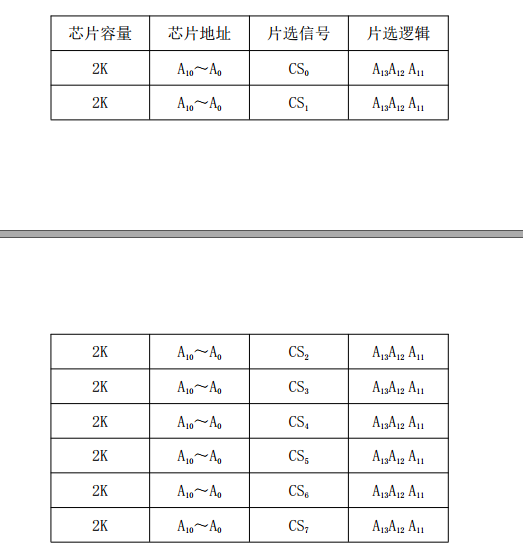 芯片容量 芯片地址 片选信号 片选逻辑
2K A₁₀～A₀ CS₀ A₁₃A₁₂ A₁₁
2K A₁₀～A₀ CS₁ A₁₃A₁₂ A₁₁
2K A₁₀～A₀ CS₂ A₁₃A₁₂ A₁₁
2K A₁₀～A₀ CS₃ A₁₃A₁₂ A₁₁
2K A₁₀～A₀ CS₄ A₁₃A₁₂ A₁₁
2K A₁₀～A₀ CS₅ A₁₃A₁₂ A₁₁
2K A₁₀～A₀ CS₆ A₁₃A₁₂ A₁₁
2K A₁₀～A₀ CS₇ A₁₃A₁₂ A₁₁